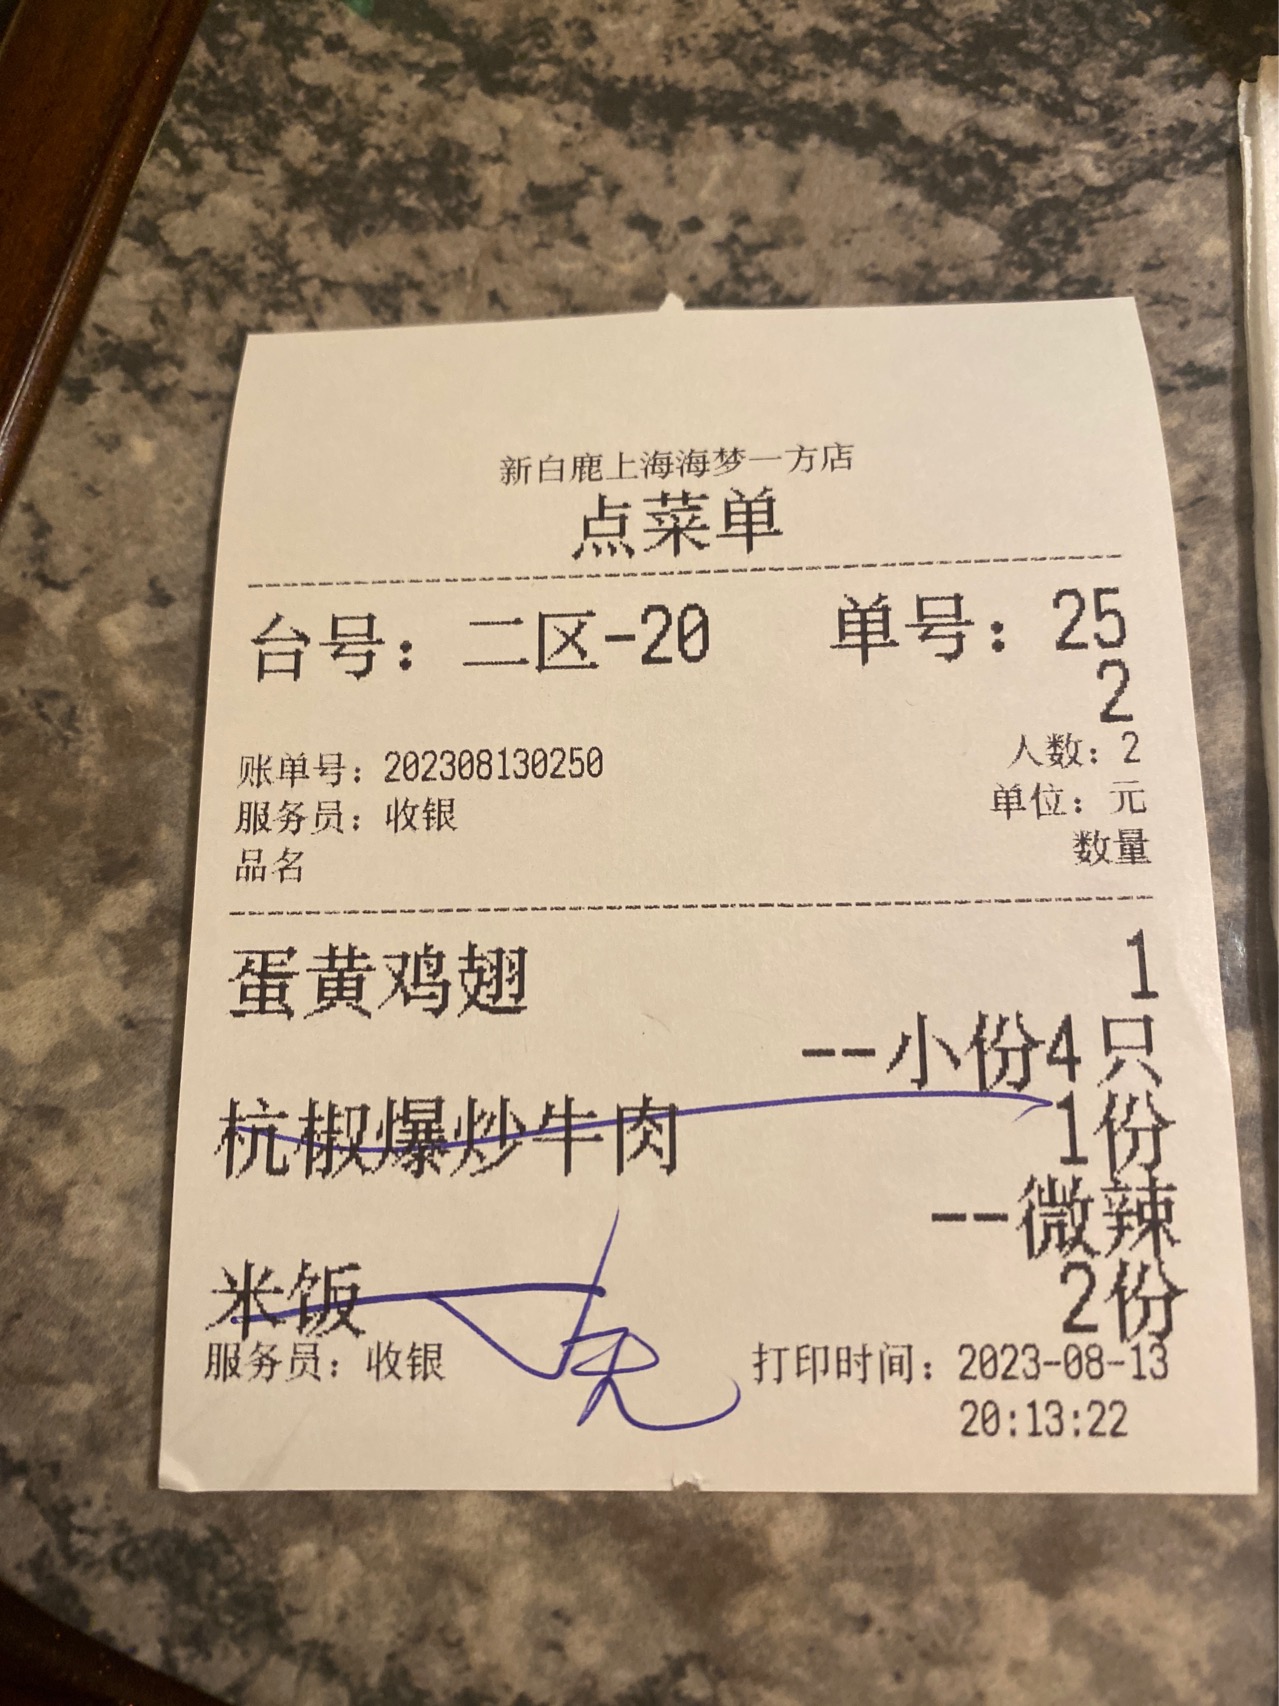 新白鹿上海海梦一方店
点菜单
台号：二区-20 单号：25
2
账单号：202308130250 人数：2
服务员：收银 单位：元
品名 数量
蛋黄鸡翅 1
--小份4只
杭椒爆炒牛肉 1份
--微辣
米饭 2份
服务员：收银 打印时间：2023-08-13
20:13:22